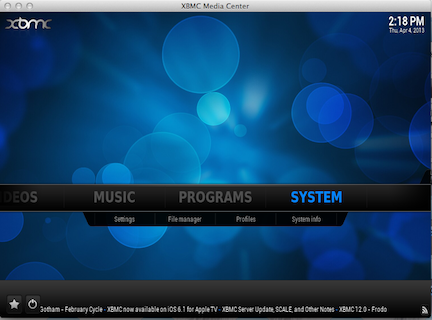 XBMC Media Center
xbmc
2:18 PM
Thu, Apr 4, 2013
DEOS MUSIC PROGRAMS SYSTEM
Settings File manager Profiles System info
Gotham - February Cycle - XBMC now available on iOS 6.1 for Apple TV - XBMC Server Update, SCALE, and Other Notes - XBMC 12.0 - Frodo